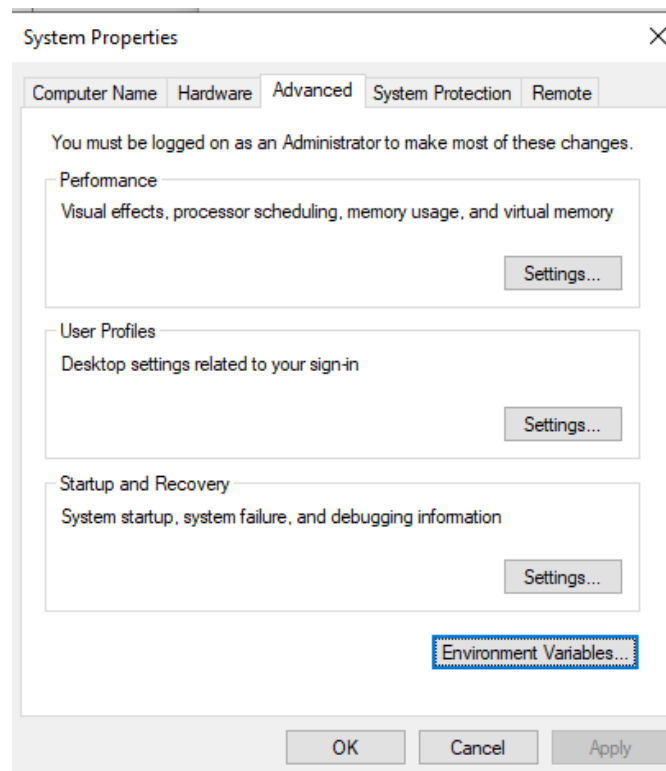 System Properties
Computer Name Hardware Advanced System Protection Remote
You must be logged on as an Administrator to make most of these changes.
Performance
Visual effects, processor scheduling, memory usage, and virtual memory
Settings...
User Profiles
Desktop settings related to your sign-in
Settings...
Startup and Recovery
System startup, system failure, and debugging information
Settings...
Environment Variables...
OK Cancel Apply